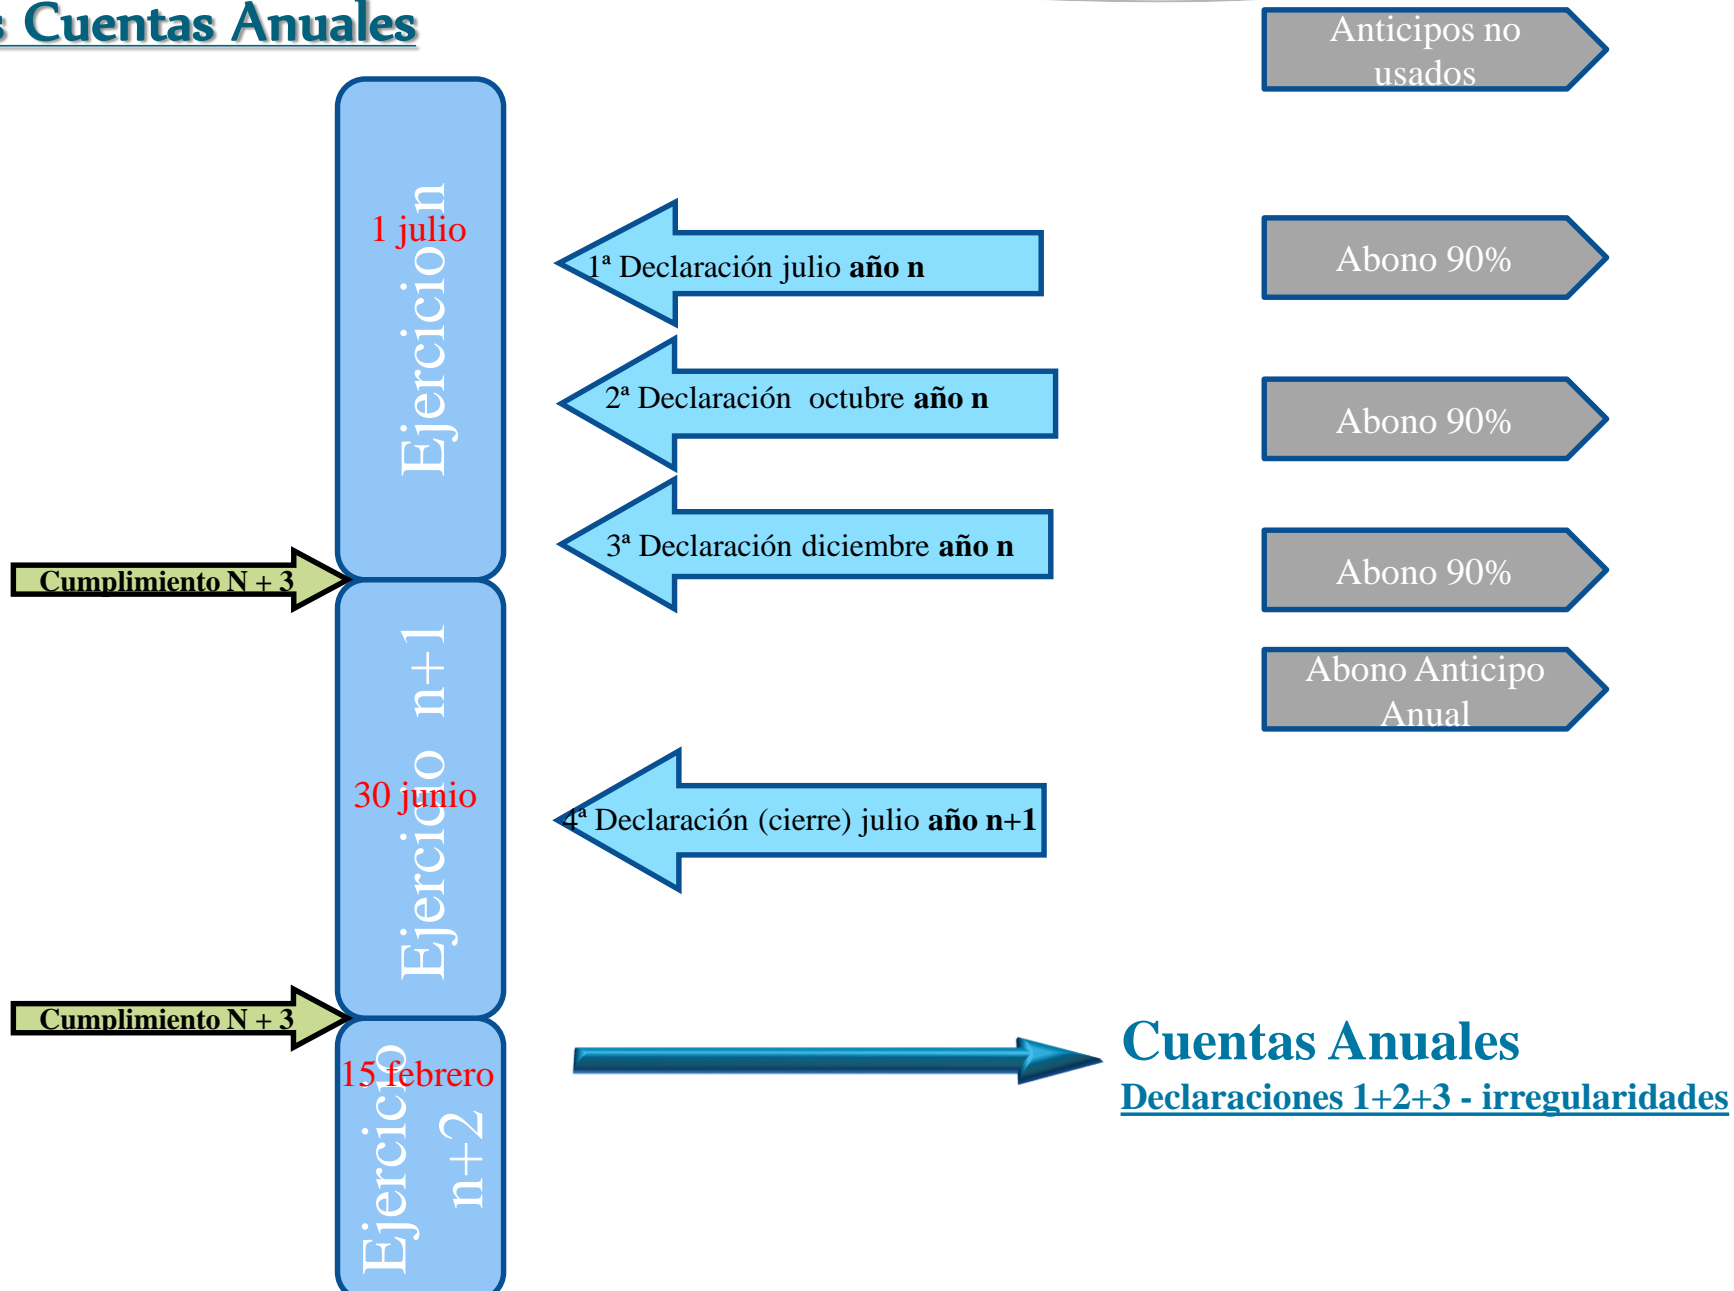 s Cuentas Anuales
Anticipos no
usados
Ejercicio n
1 julio
1ª Declaración julio año n
Abono 90%
2ª Declaración octubre año n
Abono 90%
3ª Declaración diciembre año n
Abono 90%
Cumplimiento N + 3
Abono Anticipo
Anual
Ejercicio n+1
30 junio
4ª Declaración (cierre) julio año n+1
Cumplimiento N + 3
Ejercicio
n+2
15 febrero
Cuentas Anuales
Declaraciones 1+2+3 - irregularidades